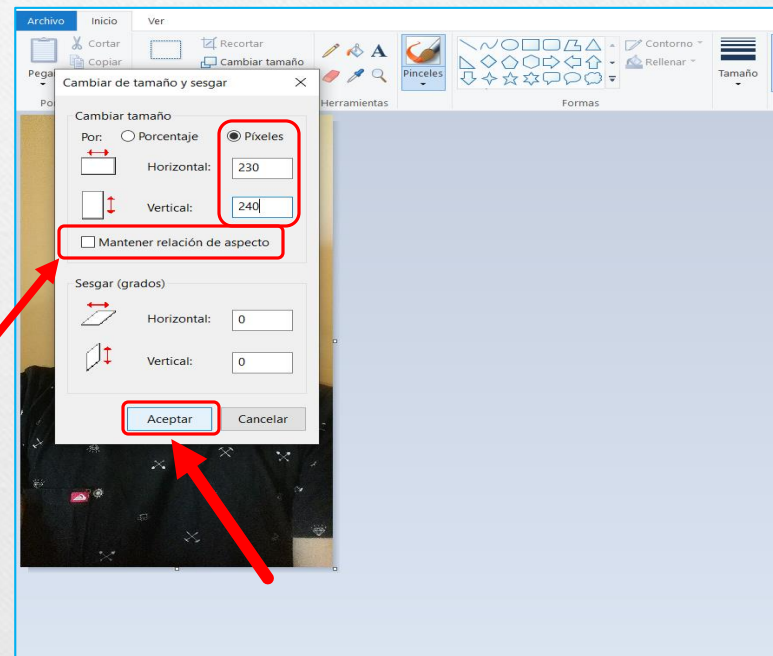 Archivo Inicio Ver
Cortar
Copiar
Recortar
Cambiar tamaño
A
Pinceles
Contorno
Rellenar
Tamaño
Herramientas
Formas
Cambiar de tamaño y sesgar
Cambiar tamaño
Por: Porcentaje Píxeles
Horizontal: 230
Vertical: 240
Mantener relación de aspecto
Sesgar (grados)
Horizontal: 0
Vertical: 0
Aceptar Cancelar